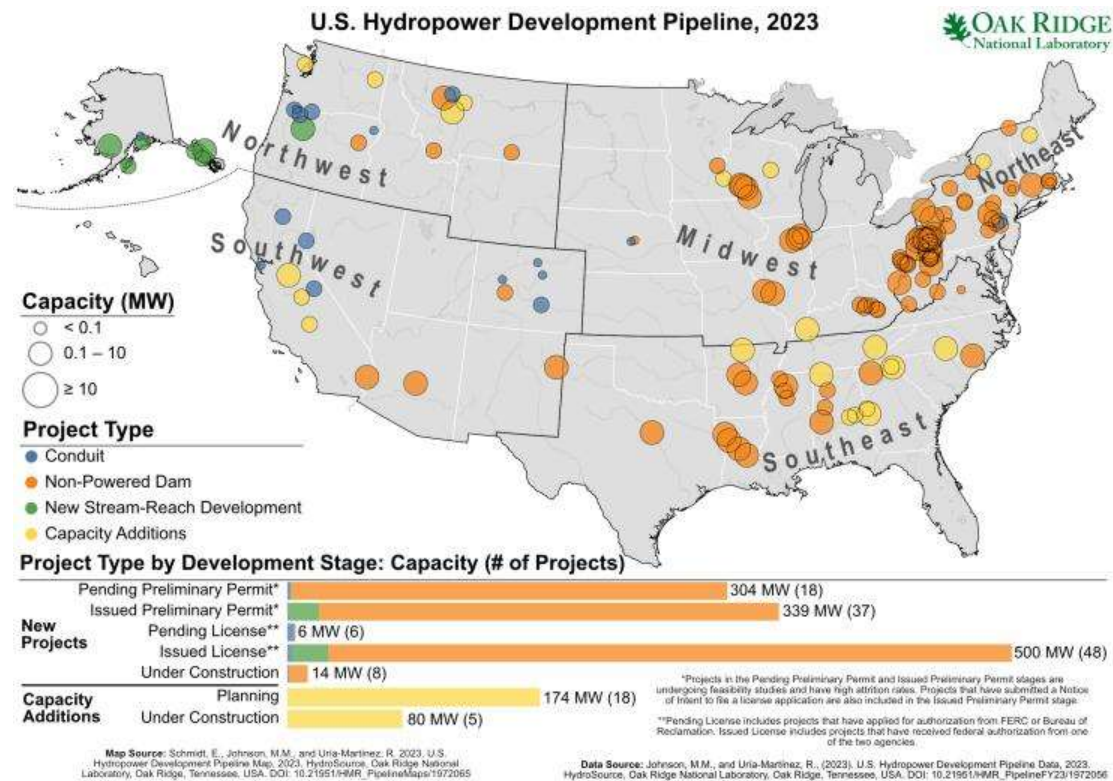 U.S. Hydropower Development Pipeline, 2023
OAK RIDGE
National Laboratory
Northwest
Southwest
Midwest
Northeast
Southeast
Capacity (MW)
< 0.1
0.1 – 10
≥ 10
Project Type
Conduit
Non-Powered Dam
New Stream-Reach Development
Capacity Additions
Project Type by Development Stage: Capacity (# of Projects)
New
Projects
Pending Preliminary Permit* 304 MW (18)
Issued Preliminary Permit* 339 MW (37)
Pending License** 6 MW (6)
Issued License** 500 MW (48)
Under Construction 14 MW (8)
Capacity
Additions
Planning 174 MW (18)
Under Construction 80 MW (5)
*Projects in the Pending Preliminary Permit and Issued Preliminary Permit stages are
undergoing feasibility studies and have high attrition rates. Projects that have submitted a Notice
of Intent to file a license application are also included in the Issued Preliminary Permit stage.
**Pending License includes projects that have applied for authorization from FERC or Bureau of
Reclamation. Issued License includes projects that have received federal authorization from one
of the two agencies.
Map Source: Schmidt, E., Johnson, M.M., and Uría-Martínez, R. 2023. U.S.
Hydropower Development Pipeline Map, 2023. HydroSource, Oak Ridge National
Laboratory, Oak Ridge, Tennessee, USA. DOI: 10.21951/HMR_PipelineMaps/1972065
Data Source: Johnson, M.M., and Uría-Martínez, R., (2023). U.S. Hydropower Development Pipeline Data, 2023.
HydroSource, Oak Ridge National Laboratory, Oak Ridge, Tennessee, USA. DOI: